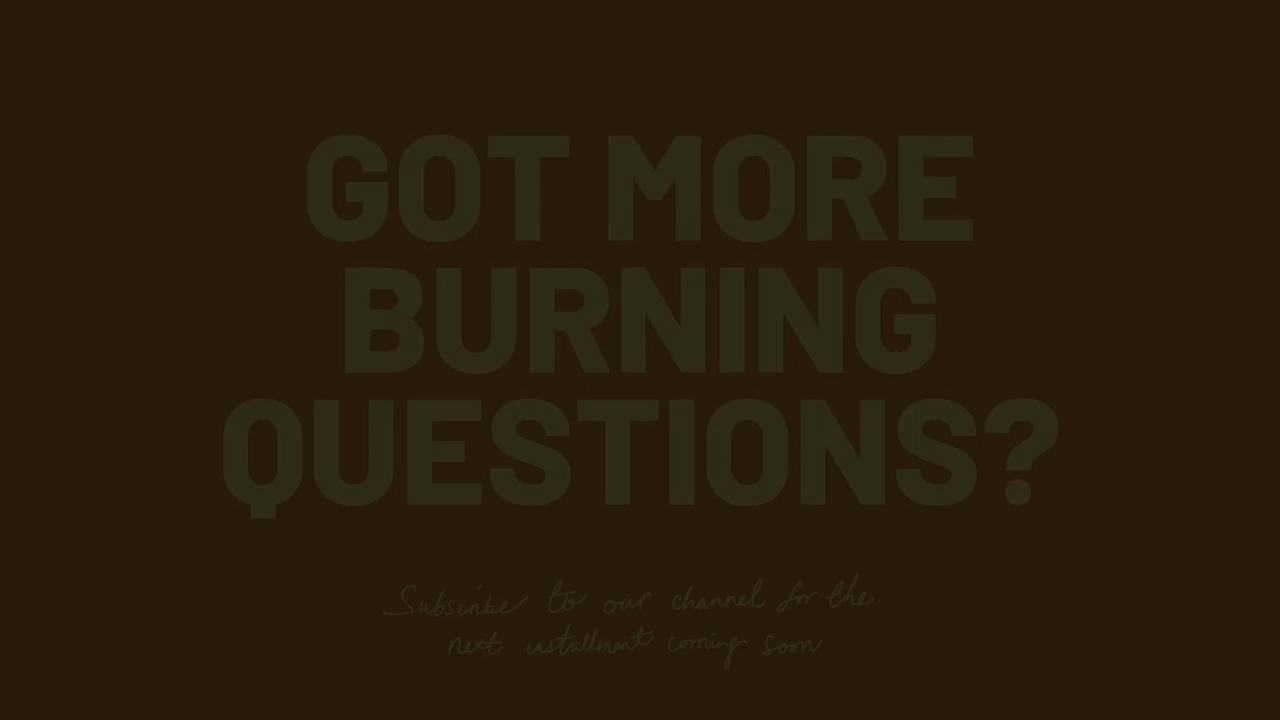 GOT MORE
BURNING
QUESTIONS?
Subscribe to our channel for the
next installment coming soon